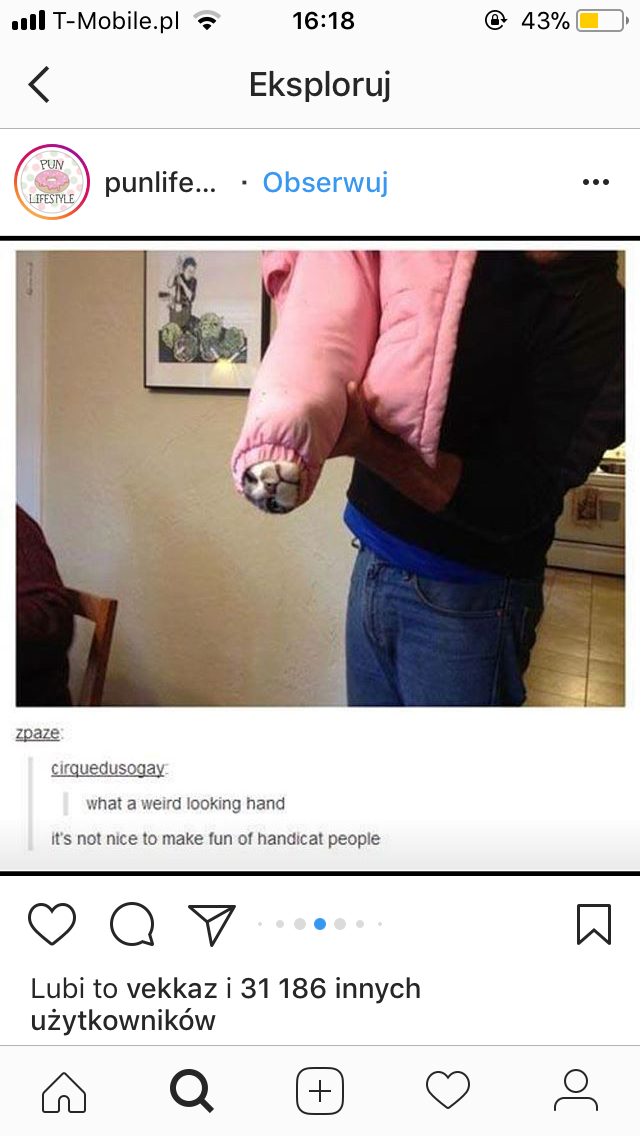 T-Mobile.pl 16:18 43%
Eksploruj
PUN
LIFESTYLE
punlife... · Obserwuj
zpaze:
cirquedusogay:
what a weird looking hand
it's not nice to make fun of handicat people
Lubi to vekkaz i 31 186 innych
użytkowników